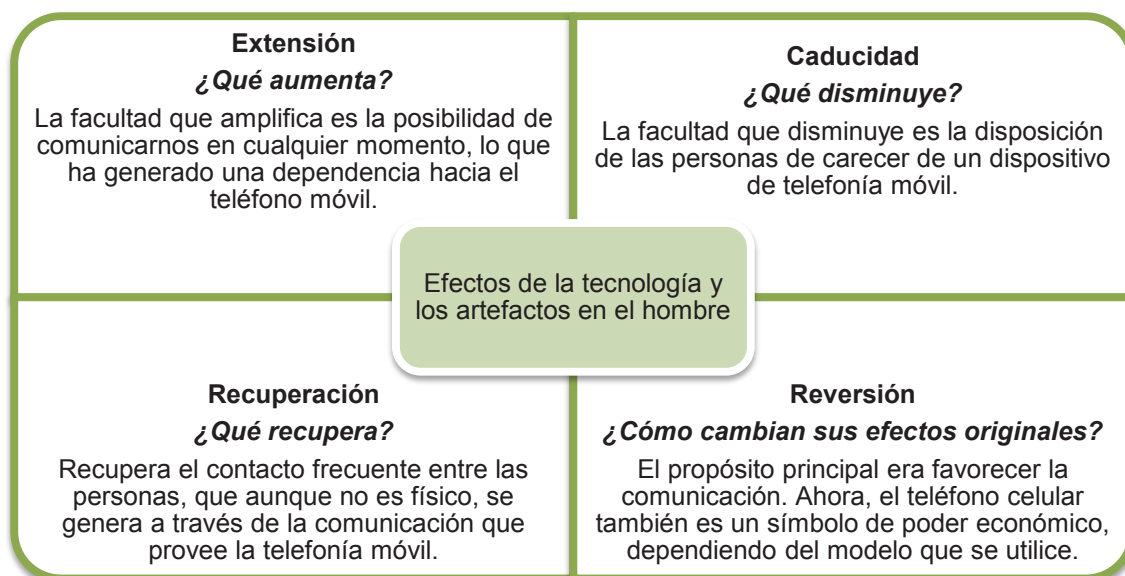 Extensión
¿Qué aumenta?
La facultad que amplifica es la posibilidad de
comunicarnos en cualquier momento, lo que
ha generado una dependencia hacia el
teléfono móvil.
Caducidad
¿Qué disminuye?
La facultad que disminuye es la disposición
de las personas de carecer de un dispositivo
de telefonía móvil.
Efectos de la tecnología y
los artefactos en el hombre
Recuperación
¿Qué recupera?
Recupera el contacto frecuente entre las
personas, que aunque no es físico, se
genera a través de la comunicación que
provee la telefonía móvil.
Reversión
¿Cómo cambian sus efectos originales?
El propósito principal era favorecer la
comunicación. Ahora, el teléfono celular
también es un símbolo de poder económico,
dependiendo del modelo que se utilice.